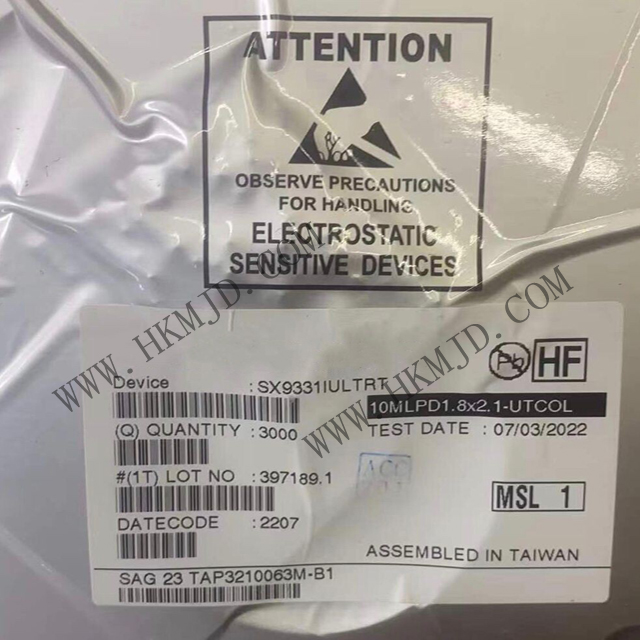 ATTENTION
OBSERVE PRECAUTIONS
FOR HANDLING
ELECTROSTATIC
SENSITIVE DEVICES
WWW.HKMJD.COM
WWW.HKMJD.COM
Pb
HF
Device : SX9331IULTRT
10MLPD1.8x2.1-UTCOL
(Q) QUANTITY : 3000
TEST DATE : 07/03/2022
#(1T) LOT NO : 397189.1
ACC
MSL 1
DATECODE : 2207
ASSEMBLED IN TAIWAN
SAG 23 TAP3210063M-B1